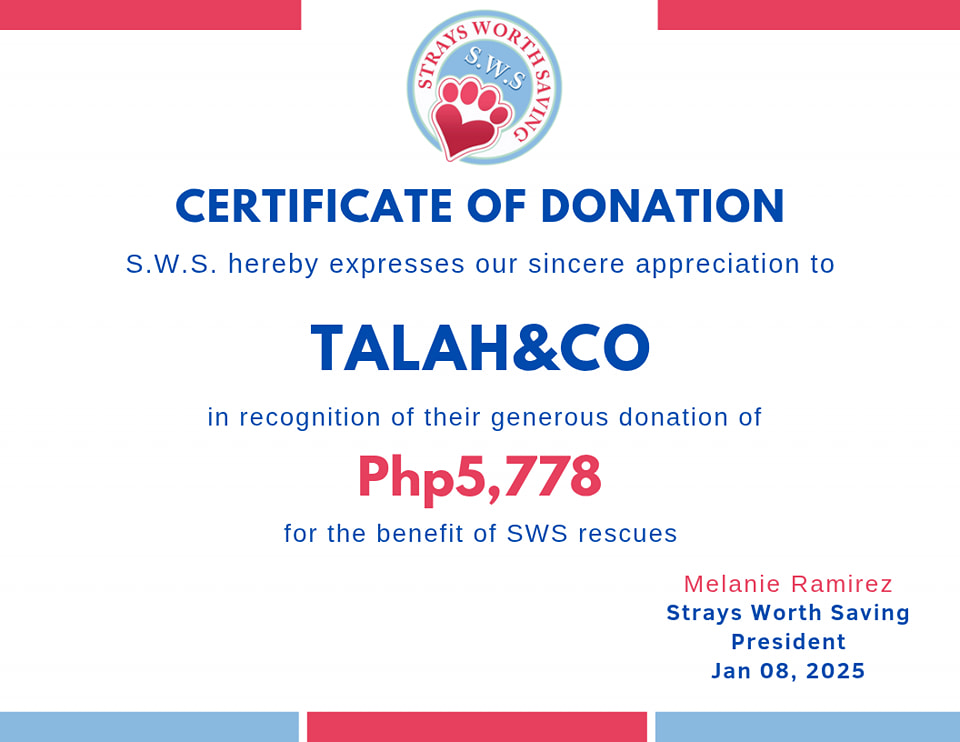 STRAYS WORTH SAVING
S.W.S
CERTIFICATE OF DONATION
S.W.S. hereby expresses our sincere appreciation to
TALAH&CO
in recognition of their generous donation of
Php5,778
for the benefit of SWS rescues
Melanie Ramirez
Strays Worth Saving
President
Jan 08, 2025